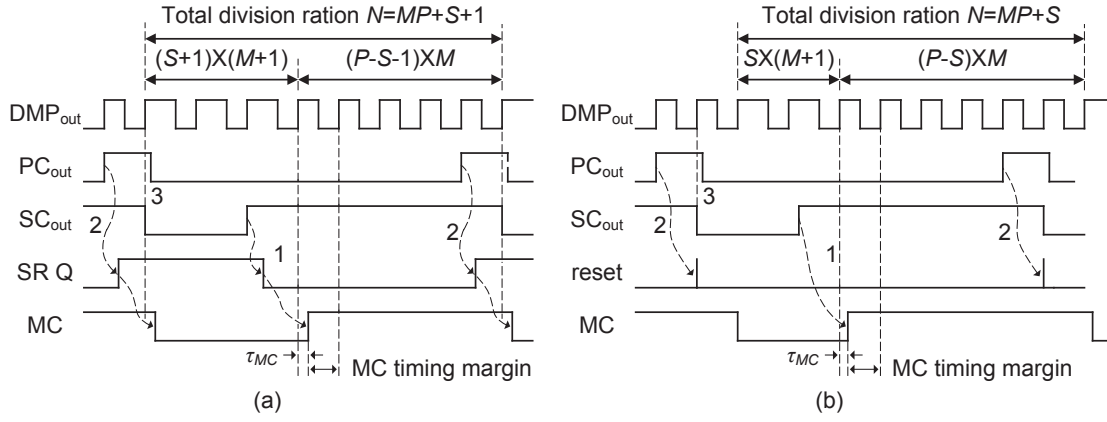 Total division ration N=MP+S+1
(S+1)X(M+1)
(P-S-1)XM
DMPout
PCout
3
SCout
2
1
2
SR Q
MC
τMC
MC timing margin
(a)
Total division ration N=MP+S
SX(M+1)
(P-S)XM
DMPout
PCout
3
SCout
2
1
2
reset
MC
τMC
MC timing margin
(b)